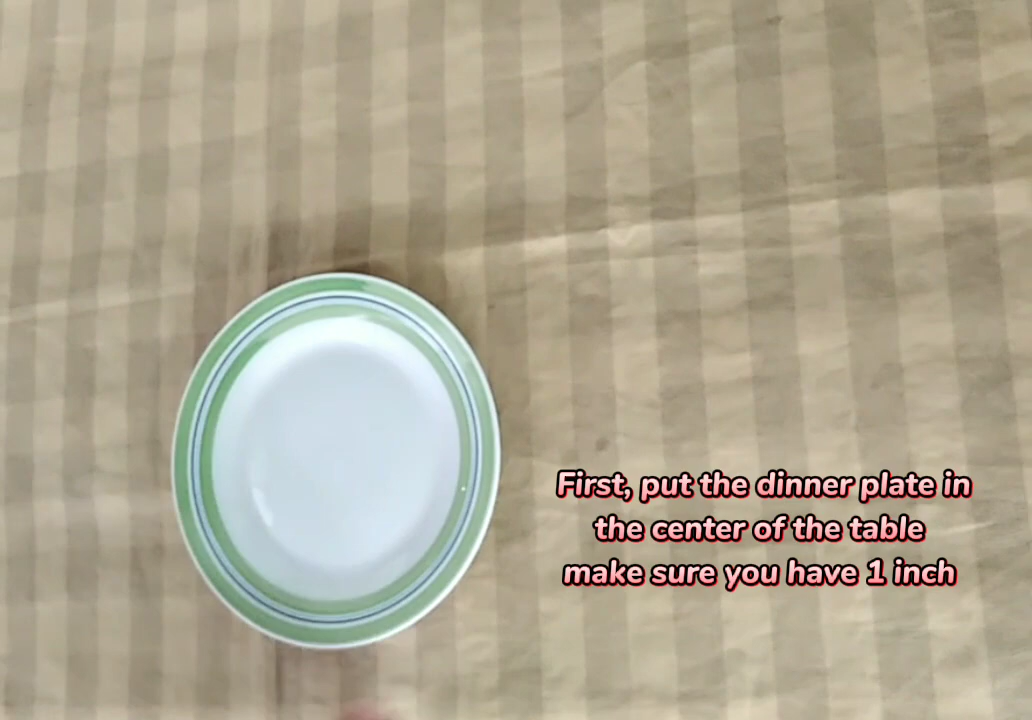 First, put the dinner plate in
the center of the table
make sure you have 1 inch